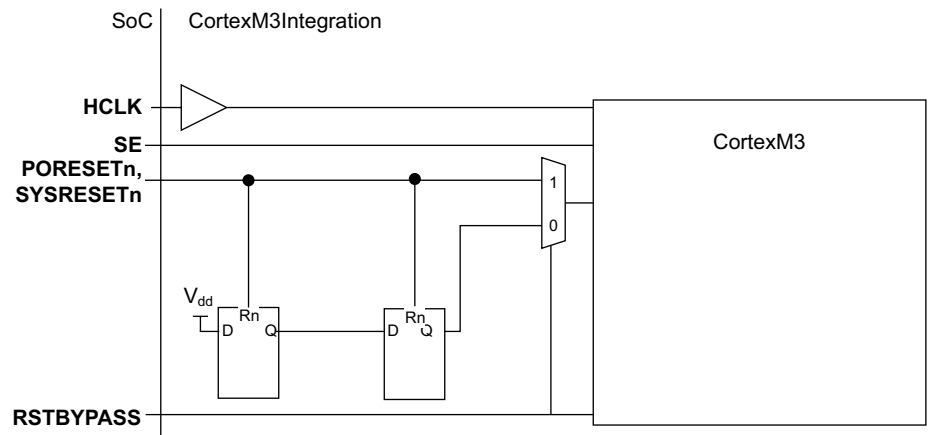 SoC CortexM3Integration
HCLK
SE
PORESETn,
SYSRESETn
CortexM3
1
0
Vdd
Rn
D Q
Rn
D Q
RSTBYPASS